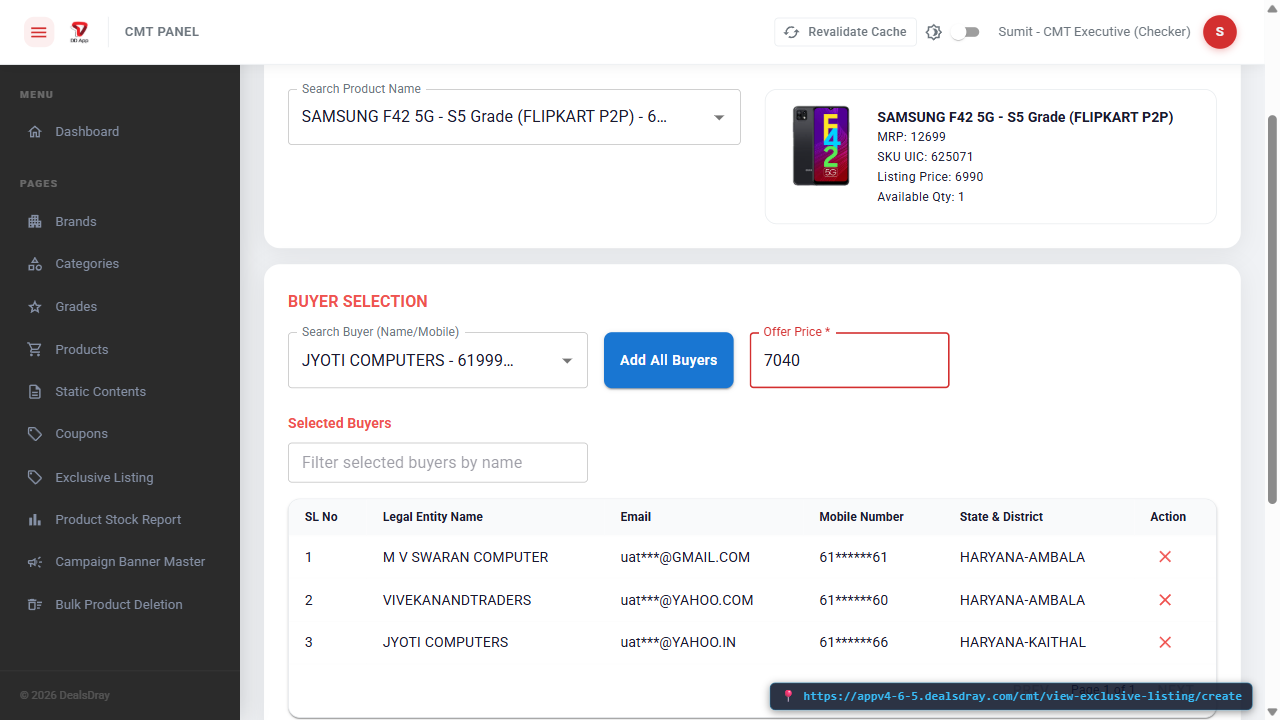 DD App
CMT PANEL
Revalidate Cache
Sumit - CMT Executive (Checker)
S
MENU
Dashboard
PAGES
Brands
Categories
Grades
Products
Static Contents
Coupons
Exclusive Listing
Product Stock Report
Campaign Banner Master
Bulk Product Deletion
© 2026 DealsDray
Search Product Name
SAMSUNG F42 5G - S5 Grade (FLIPKART P2P) - 6...
F
4
2
5G
SAMSUNG F42 5G - S5 Grade (FLIPKART P2P)
MRP: 12699
SKU UIC: 625071
Listing Price: 6990
Available Qty: 1
BUYER SELECTION
Search Buyer (Name/Mobile)
JYOTI COMPUTERS - 61999...
Add All Buyers
Offer Price *
7040
Selected Buyers
Filter selected buyers by name
SL No Legal Entity Name Email Mobile Number State & District Action
1 M V SWARAN COMPUTER uat***@GMAIL.COM 61******61 HARYANA-AMBALA
2 VIVEKANANDTRADERS uat***@YAHOO.COM 61******60 HARYANA-AMBALA
3 JYOTI COMPUTERS uat***@YAHOO.IN 61******66 HARYANA-KAITHAL
Page 1 of 1
https://appv4-6-5.dealsdray.com/cmt/view-exclusive-listing/create